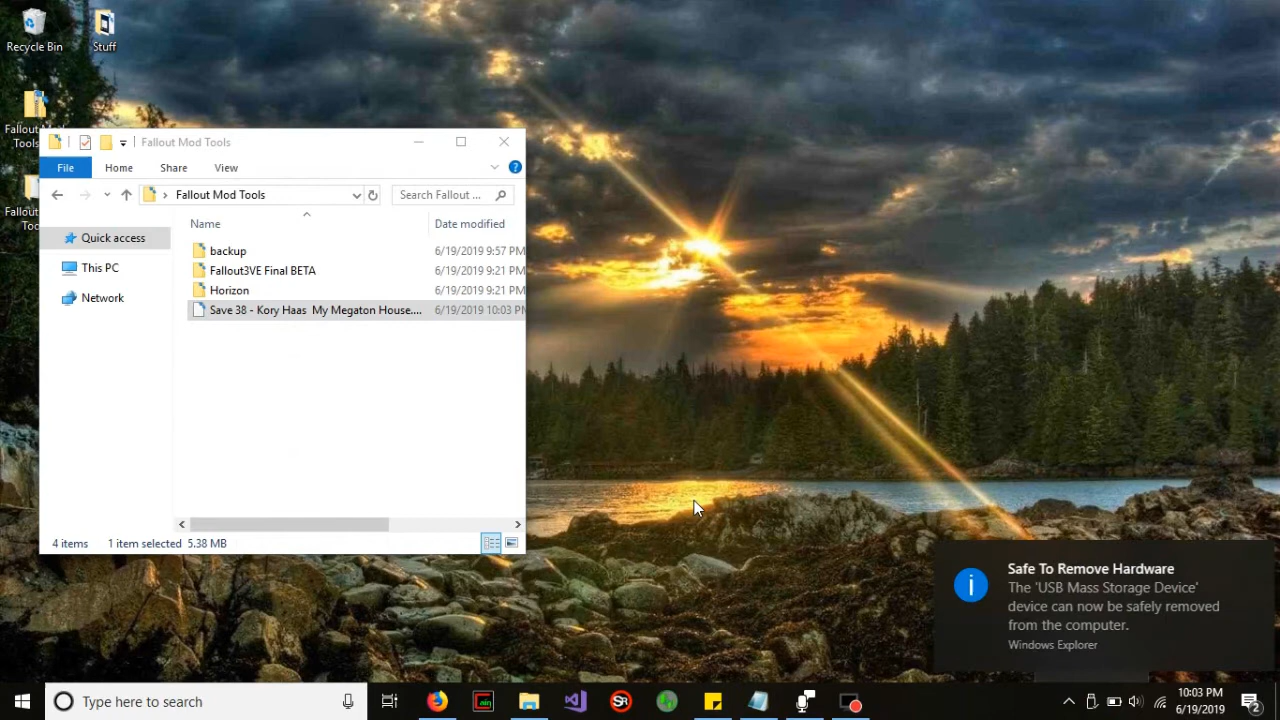 Recycle Bin
Stuff
Fallout Mod
Tools
Fallout
Fallout Mod Tools
File
Home
Share
View
Fallout Mod Tools
Search Fallout ...
Name
Date modified
Quick access
This PC
Network
backup
6/19/2019 9:57 PM
Fallout3VE Final BETA
6/19/2019 9:21 PM
Horizon
6/19/2019 9:21 PM
Save 38 - Kory Haas  My Megaton House....
6/19/2019 10:03 PM
4 items
1 item selected  5.38 MB
Safe To Remove Hardware
The 'USB Mass Storage Device'
device can now be safely removed
from the computer.
Windows Explorer
Type here to search
10:03 PM
6/19/2019
2